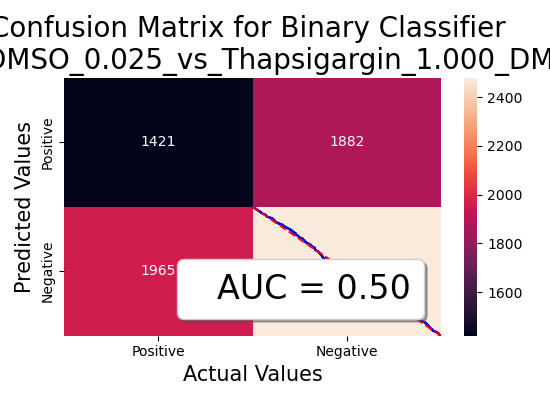 Confusion Matrix for Binary Classifier
DMSO_0.025_vs_Thapsigargin_1.000_DM
Predicted Values
Positive
Negative
1421
1882
1965
AUC = 0.50
Positive
Negative
Actual Values
2400
2200
2000
1800
1600